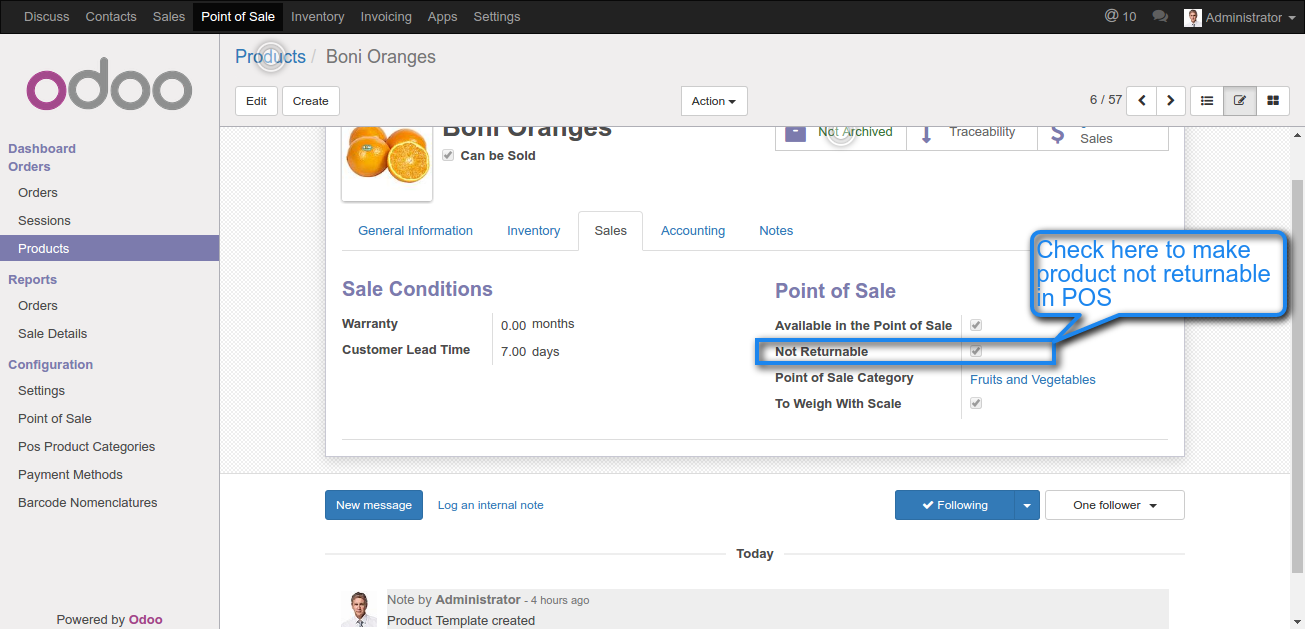 Discuss Contacts Sales Point of Sale Inventory Invoicing Apps Settings @ 10 Administrator
odoo
Products / Boni Oranges
Edit Create Action 6 / 57
Dashboard
Orders
Orders
Sessions
Products
Reports
Orders
Sale Details
Configuration
Settings
Point of Sale
Pos Product Categories
Payment Methods
Barcode Nomenclatures
Powered by Odoo
Boni Oranges
Can be Sold
Not Archived
Traceability
$ Sales
General Information Inventory Sales Accounting Notes
Sale Conditions
Warranty 0.00 months
Customer Lead Time 7.00 days
Point of Sale
Available in the Point of Sale
Not Returnable
Point of Sale Category Fruits and Vegetables
To Weigh With Scale
Check here to make
product not returnable
in POS
New message Log an internal note Following One follower
Today
Note by Administrator - 4 hours ago
Product Template created